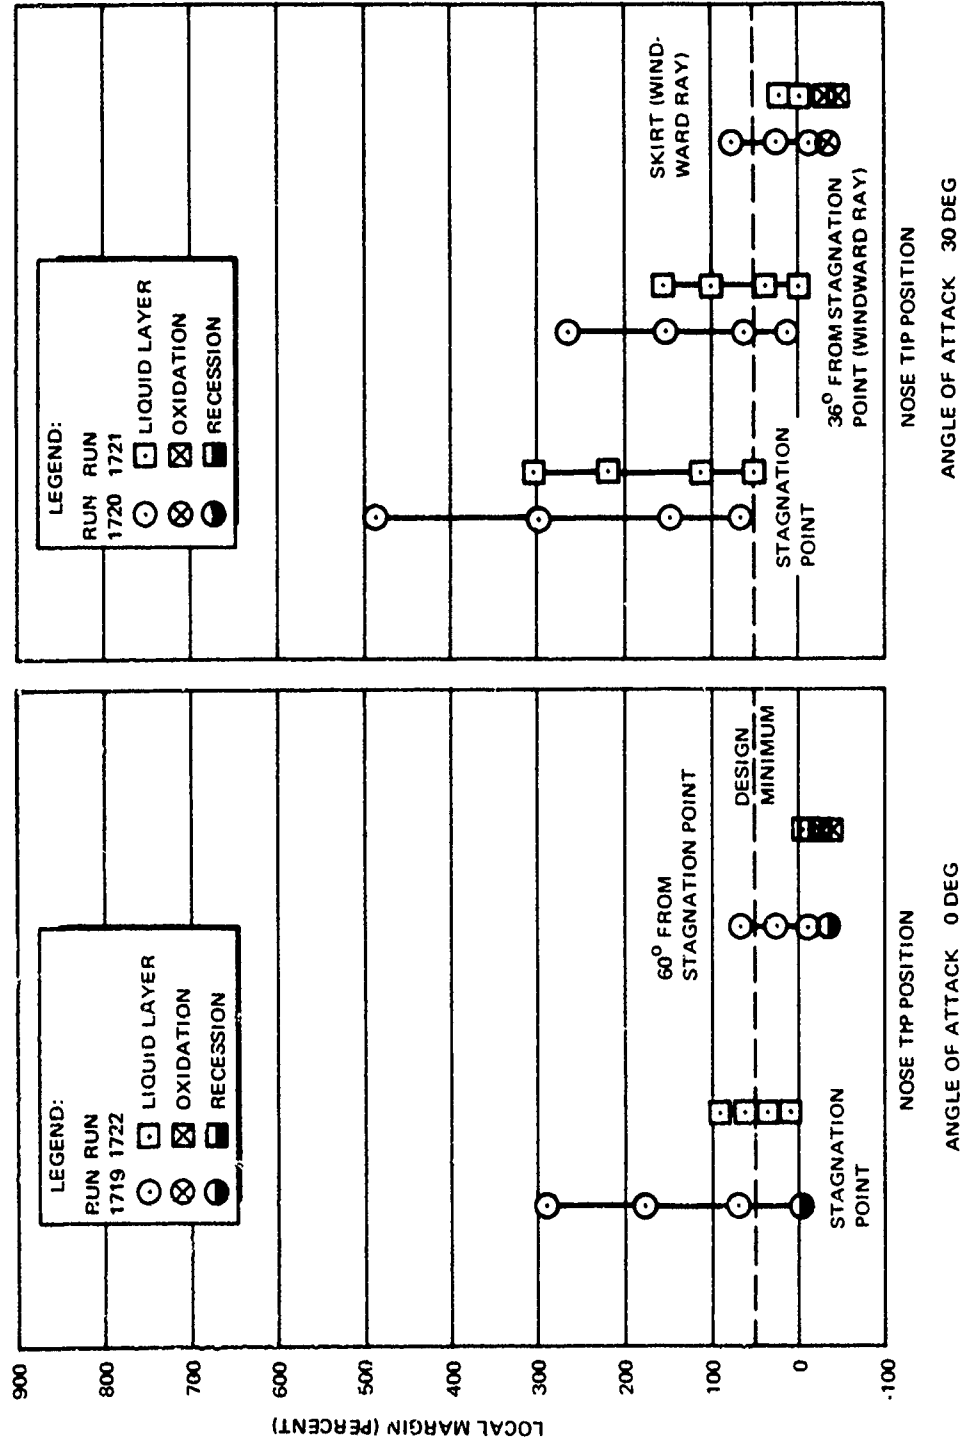 LOCAL MARGIN (PERCENT)
900
800
700
600
500
400
300
200
100
0
-100
LEGEND:
RUN RUN
1719 1722
LIQUID LAYER
OXIDATION
RECESSION
STAGNATION
POINT
60° FROM
STAGNATION POINT
DESIGN
MINIMUM
NOSE TIP POSITION
ANGLE OF ATTACK 0 DEG
LEGEND:
RUN RUN
1720 1721
LIQUID LAYER
OXIDATION
RECESSION
STAGNATION
POINT
36° FROM STAGNATION
POINT (WINDWARD RAY)
SKIRT (WIND-
WARD RAY)
NOSE TIP POSITION
ANGLE OF ATTACK 30 DEG